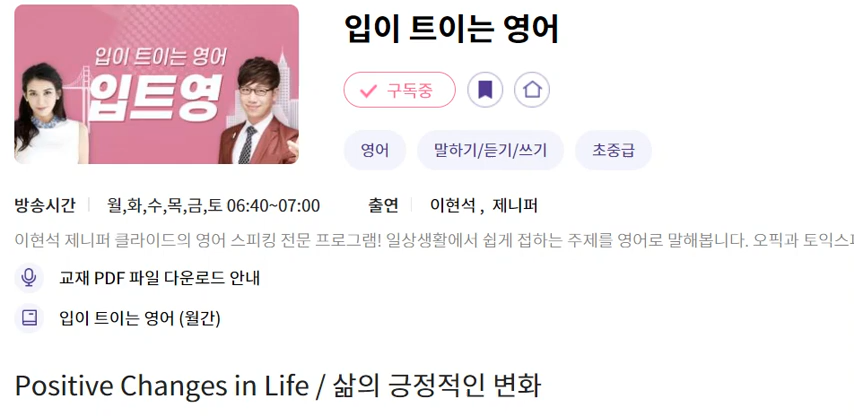 입이 트이는 영어
입트영
입이 트이는 영어
구독중
영어
말하기/듣기/쓰기
초중급
방송시간 월,화,수,목,금,토 06:40~07:00 출연 이현석 , 제니퍼
이현석 제니퍼 클라이드의 영어 스피킹 전문 프로그램! 일상생활에서 쉽게 접하는 주제를 영어로 말해봅니다. 오픽과 토익스피
교재 PDF 파일 다운로드 안내
입이 트이는 영어 (월간)
Positive Changes in Life / 삶의 긍정적인 변화